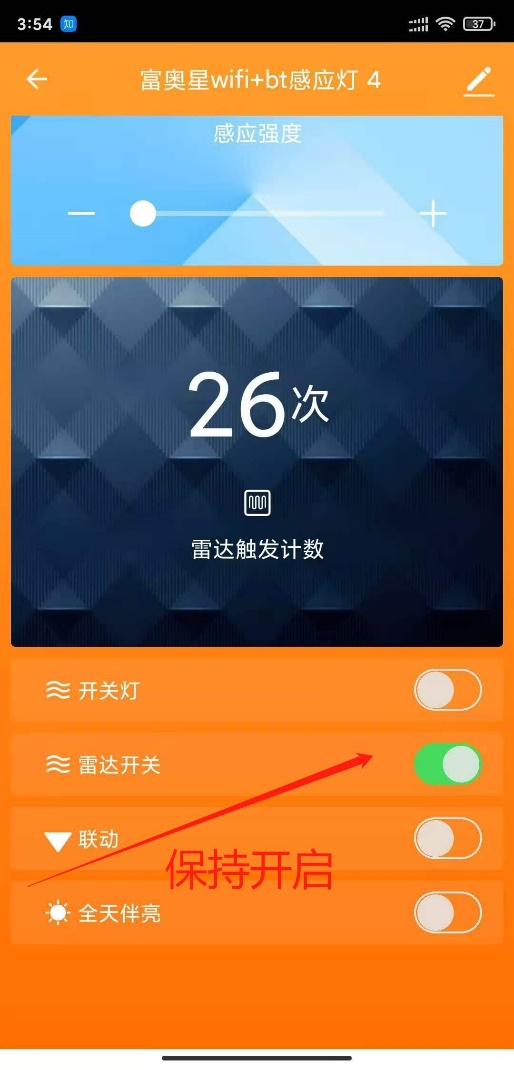 3:54 知 37
富奥星wifi+bt感应灯 4
感应强度
26次
雷达触发计数
开关灯
雷达开关
联动
保持开启
全天伴亮